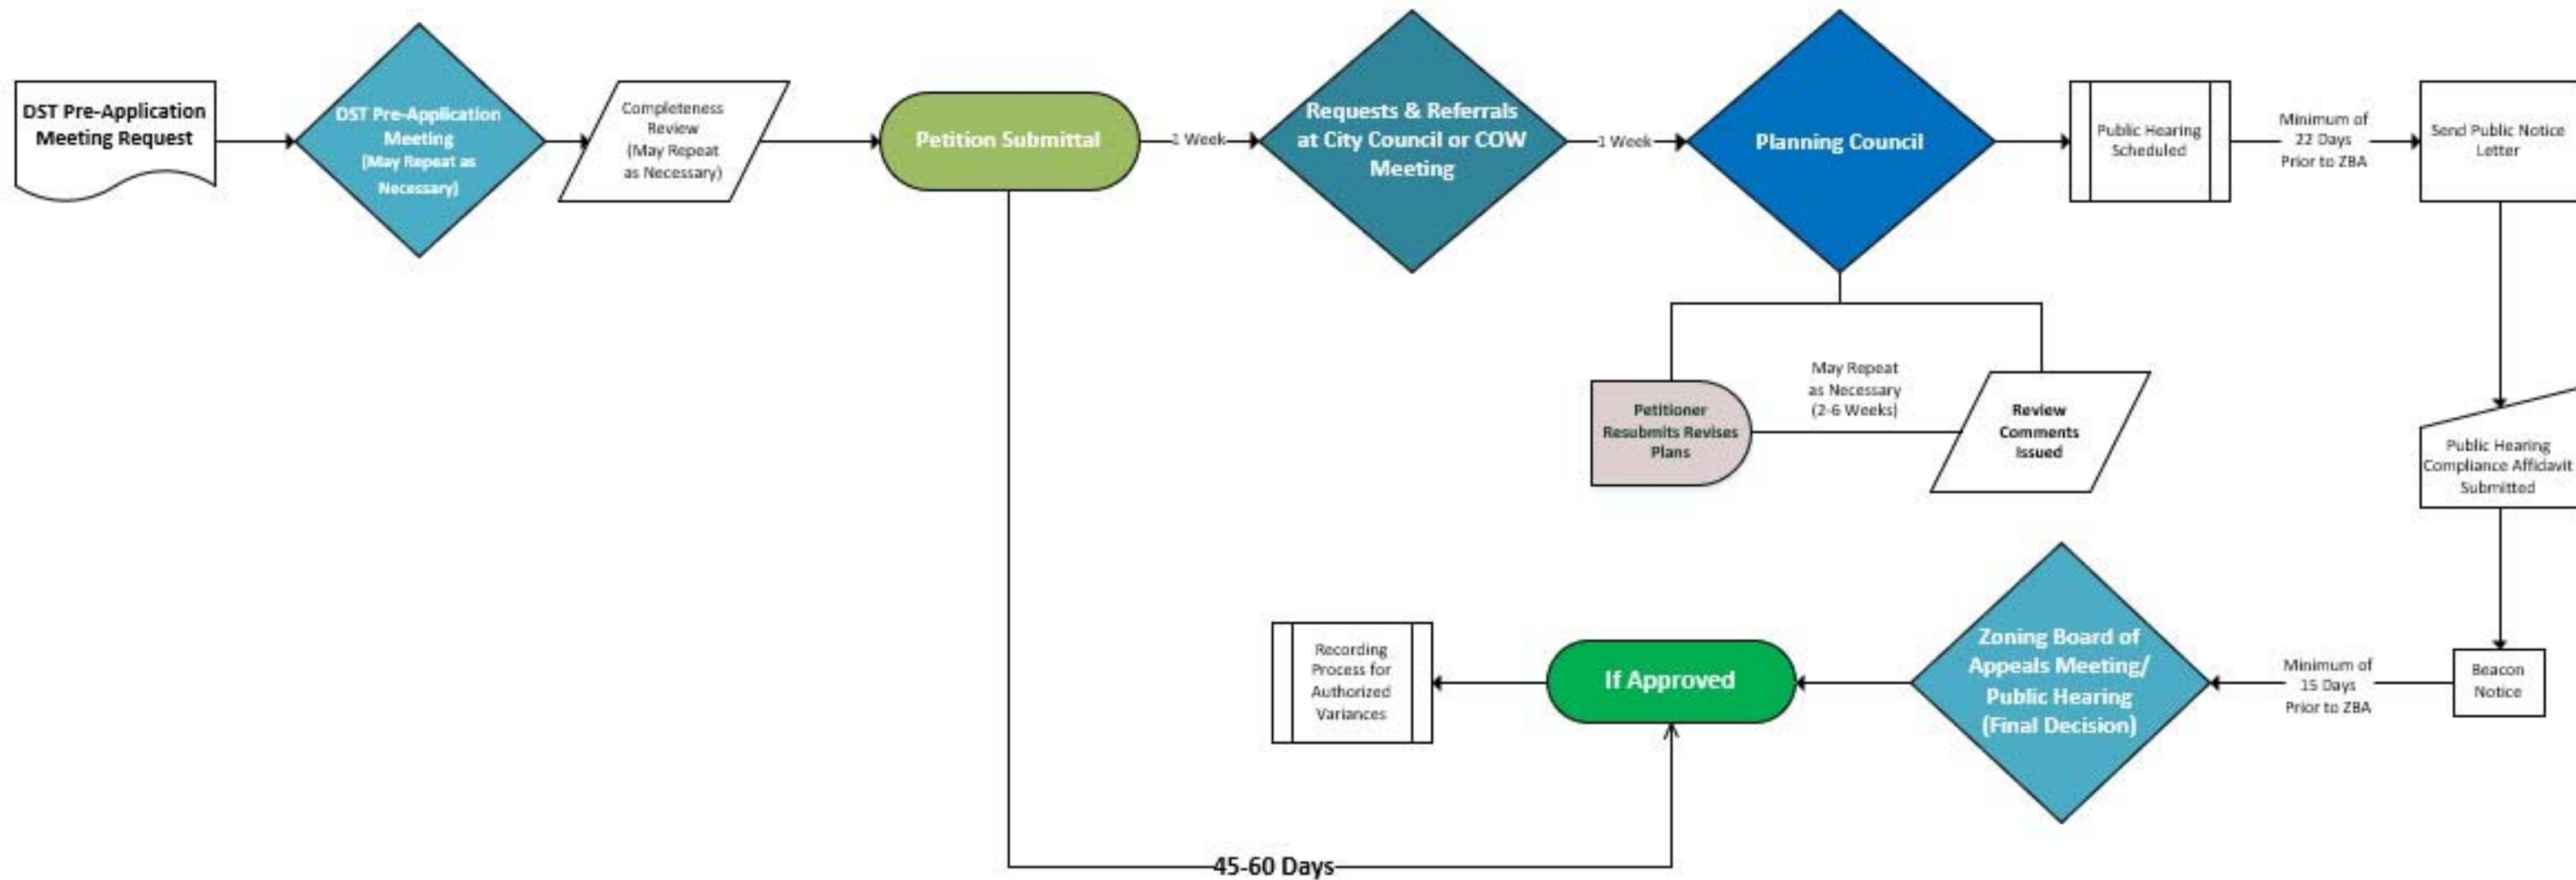 DST Pre-Application
Meeting Request
DST Pre-Application
Meeting
(May Repeat as
Necessary)
Completeness
Review
(May Repeat
as Necessary)
Petition Submittal
1 Week
Requests & Referrals
at City Council or COW
Meeting
1 Week
Planning Council
Public Hearing
Scheduled
Minimum of
22 Days
Prior to ZBA
Send Public Notice
Letter
May Repeat
as Necessary
(2-6 Weeks)
Petitioner
Resubmits Revises
Plans
Review
Comments
Issued
Public Hearing
Compliance Affidavit
Submitted
Beacon
Notice
Minimum of
15 Days
Prior to ZBA
Zoning Board of
Appeals Meeting/
Public Hearing
(Final Decision)
If Approved
Recording
Process for
Authorized
Variances
45-60 Days